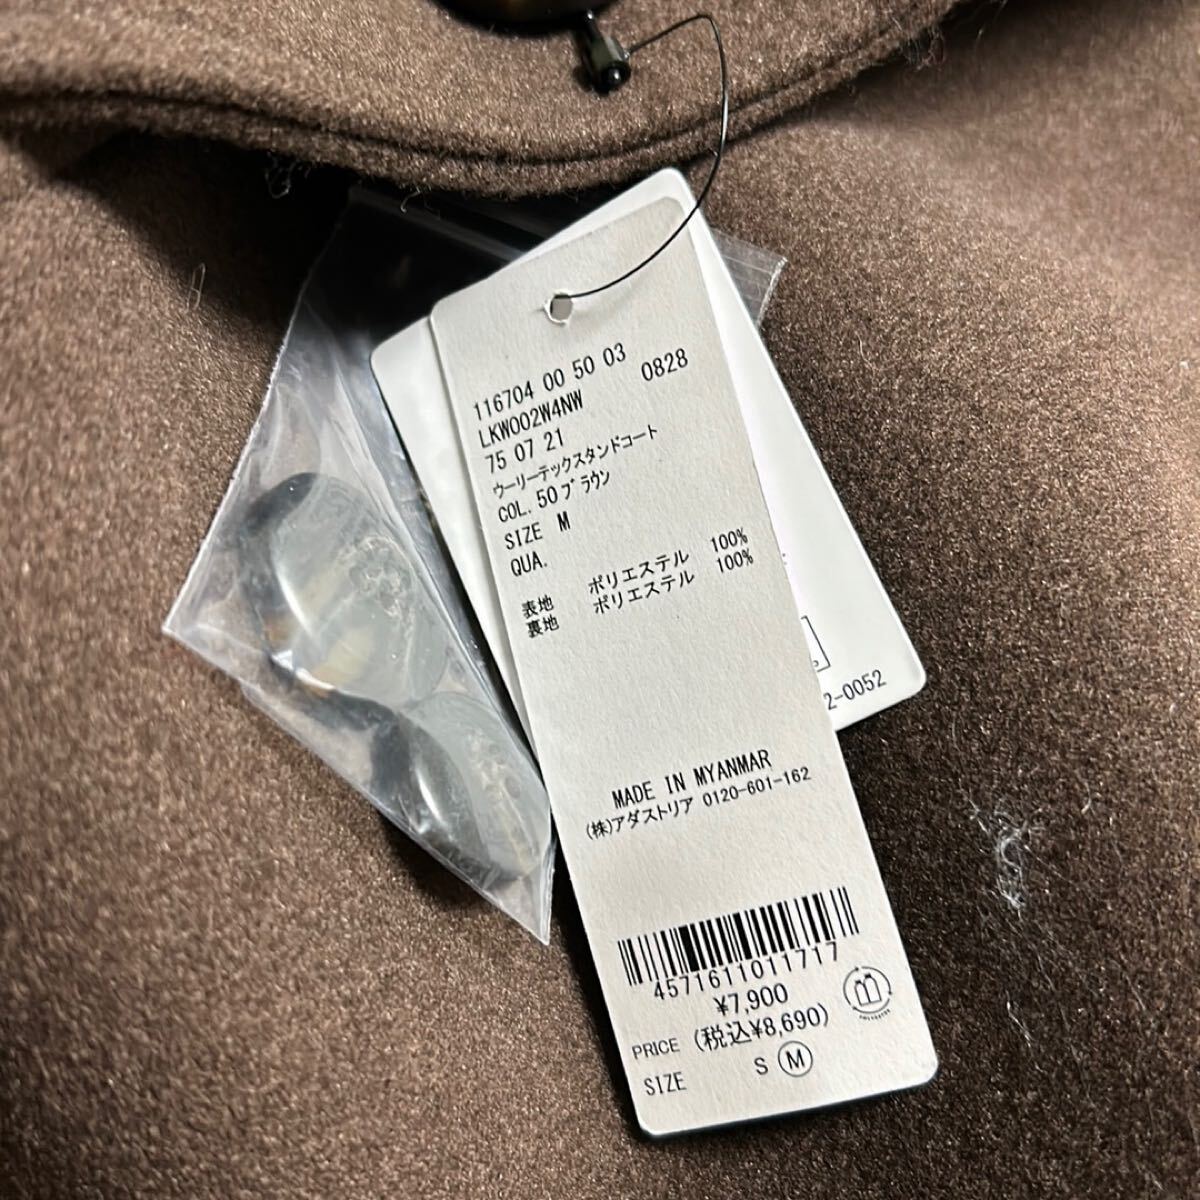 116704 00 50 03
LKW002W4NW 0828
75 07 21
ウーリーテックスタンドコート
COL. 50 ブラウン
SIZE M
QUA.
表地 ポリエステル 100%
裏地 ポリエステル 100%
MADE IN MYANMAR
(株)アダストリア 0120-601-162
4571611011717
¥7,900
PRICE (税込¥8,690)
SIZE S M
2-0052